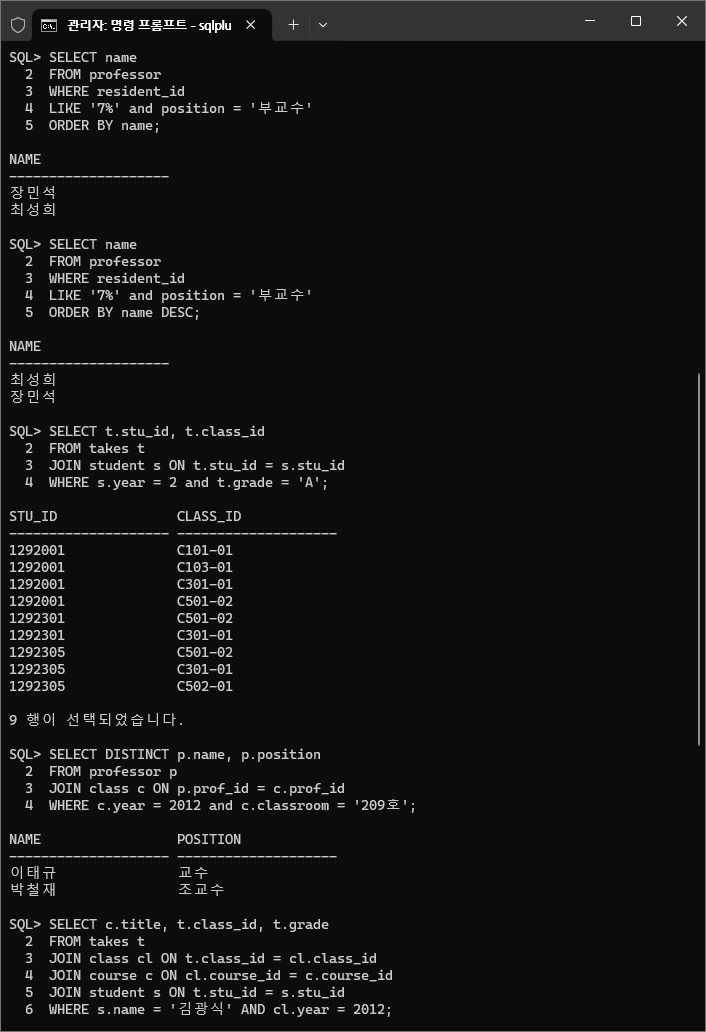 관리자: 명령 프롬프트 - sqlplu
SQL> SELECT name
  2  FROM professor
  3  WHERE resident_id
  4  LIKE '7%' and position = '부교수'
  5  ORDER BY name;
NAME
--------------------
장민석
최성희
SQL> SELECT name
  2  FROM professor
  3  WHERE resident_id
  4  LIKE '7%' and position = '부교수'
  5  ORDER BY name DESC;
NAME
--------------------
최성희
장민석
SQL> SELECT t.stu_id, t.class_id
  2  FROM takes t
  3  JOIN student s ON t.stu_id = s.stu_id
  4  WHERE s.year = 2 and t.grade = 'A';
STU_ID               CLASS_ID
-------------------- --------------------
1292001              C101-01
1292001              C103-01
1292001              C301-01
1292001              C501-02
1292301              C501-02
1292301              C301-01
1292305              C501-02
1292305              C301-01
1292305              C502-01
9 행이 선택되었습니다.
SQL> SELECT DISTINCT p.name, p.position
  2  FROM professor p
  3  JOIN class c ON p.prof_id = c.prof_id
  4  WHERE c.year = 2012 and c.classroom = '209호';
NAME                 POSITION
-------------------- --------------------
이태규               교수
박철재               조교수
SQL> SELECT c.title, t.class_id, t.grade
  2  FROM takes t
  3  JOIN class cl ON t.class_id = cl.class_id
  4  JOIN course c ON cl.course_id = c.course_id
  5  JOIN student s ON t.stu_id = s.stu_id
  6  WHERE s.name = '김광식' AND cl.year = 2012;